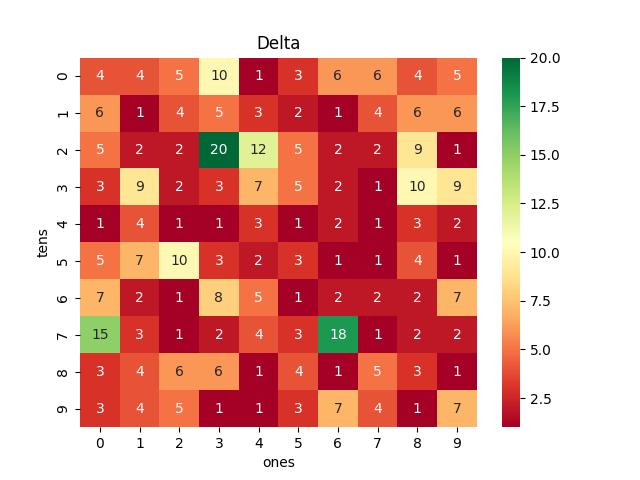 Delta
0 4 4 5 10 1 3 6 6 4 5
1 6 1 4 5 3 2 1 4 6 6
2 5 2 2 20 12 5 2 2 9 1
3 3 9 2 3 7 5 2 1 10 9
4 1 4 1 1 3 1 2 1 3 2
5 5 7 10 3 2 3 1 1 4 1
6 7 2 1 8 5 1 2 2 2 7
7 15 3 1 2 4 3 18 1 2 2
8 3 4 6 6 1 4 1 5 3 1
9 3 4 5 1 1 3 7 4 1 7
0 1 2 3 4 5 6 7 8 9
ones
tens
20.0
17.5
15.0
12.5
10.0
7.5
5.0
2.5